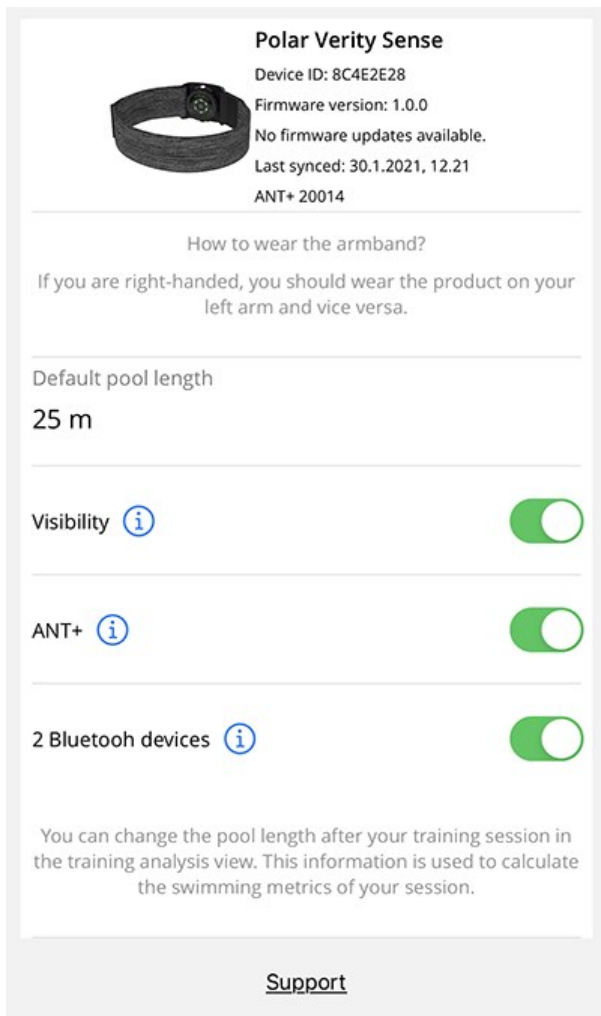 Polar Verity Sense
Device ID: 8C4E2E28
Firmware version: 1.0.0
No firmware updates available.
Last synced: 30.1.2021, 12.21
ANT+ 20014
How to wear the armband?
If you are right-handed, you should wear the product on your
left arm and vice versa.
Default pool length
25 m
Visibility
ANT+
2 Bluetooh devices
You can change the pool length after your training session in
the training analysis view. This information is used to calculate
the swimming metrics of your session.
Support